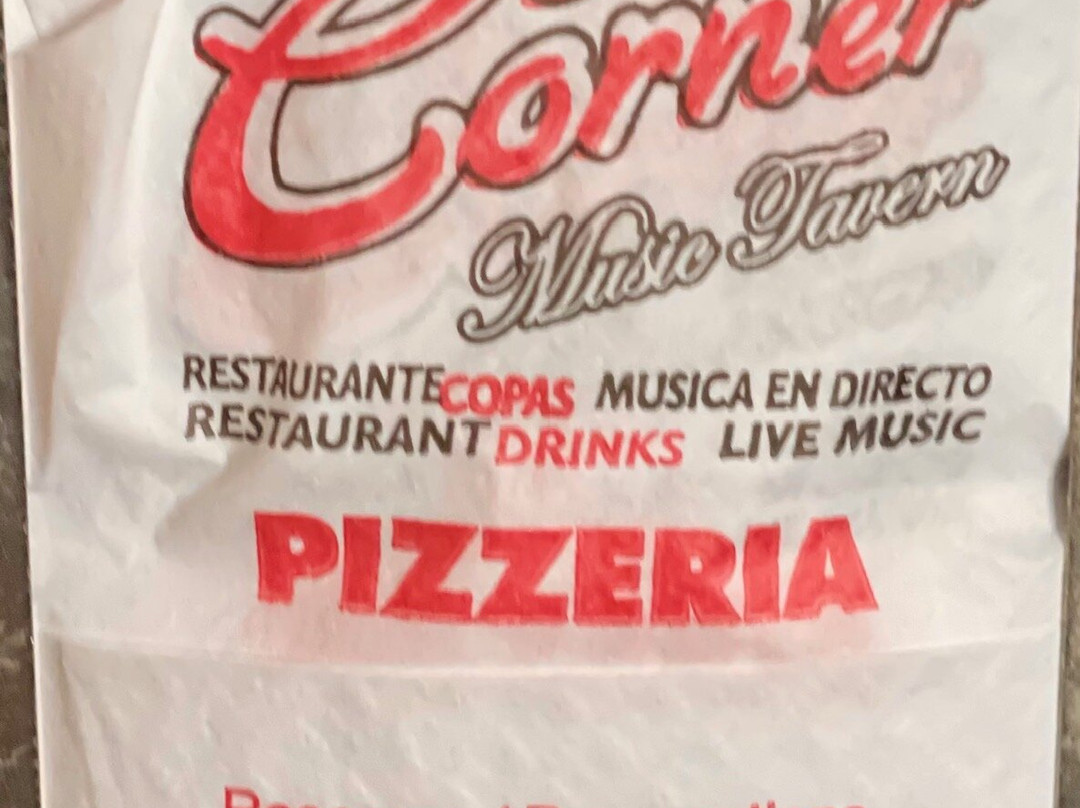 Corner
Music Tavern
RESTAURANTE COPAS MUSICA EN DIRECTO
RESTAURANT DRINKS LIVE MUSIC
PIZZERIA